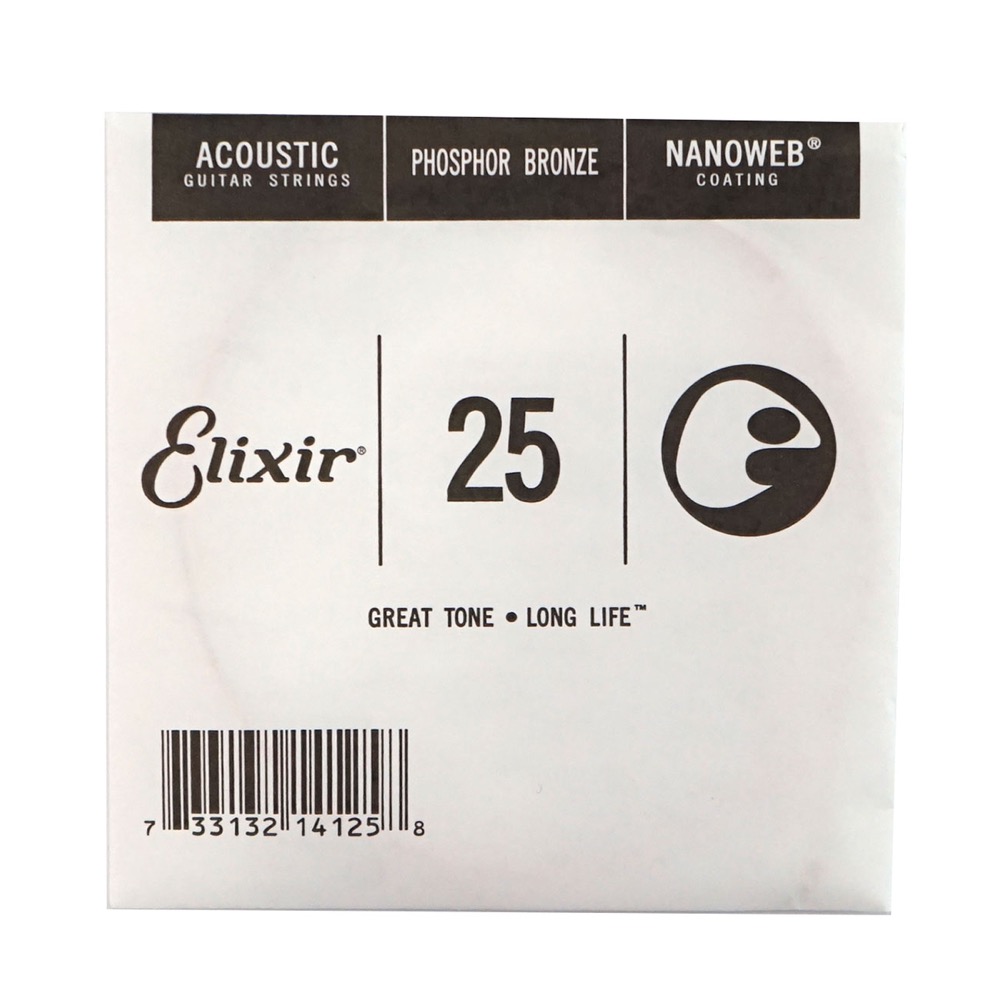 ACOUSTIC
GUITAR STRINGS
PHOSPHOR BRONZE
NANOWEB®
COATING
Elixir®
25
GREAT TONE • LONG LIFE™
7 33132 14125 8